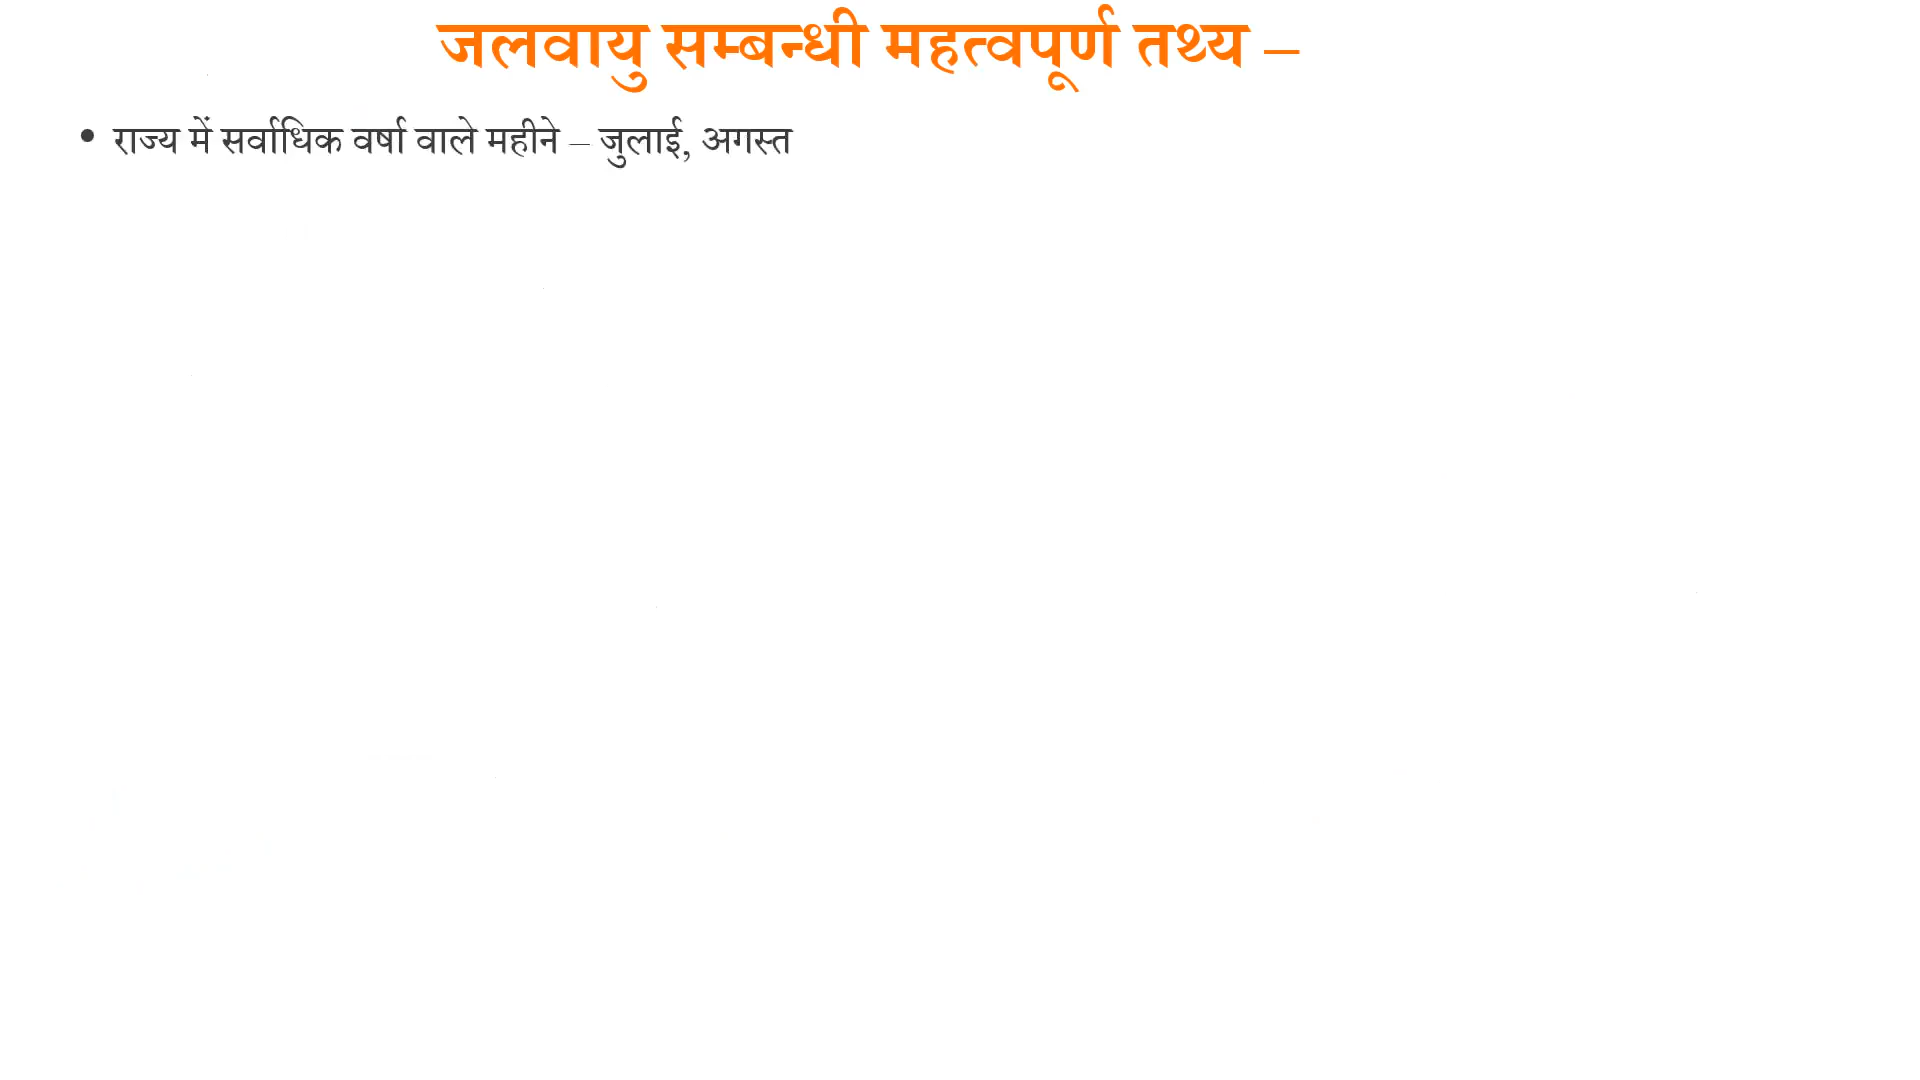 जलवायु सम्बन्धी महत्वपूर्ण तथ्य –
• राज्य में सर्वाधिक वर्षा वाले महीने – जुलाई, अगस्त